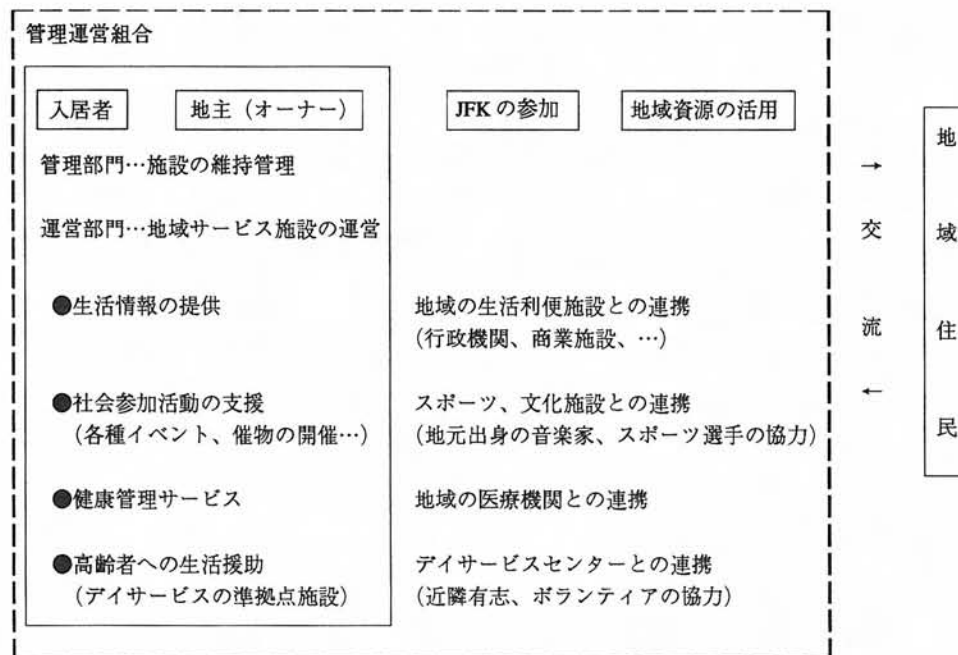 管理運営組合
入居者
地主（オーナー）
JFKの参加
地域資源の活用
管理部門…施設の維持管理
運営部門…地域サービス施設の運営
●生活情報の提供
地域の生活利便施設との連携
（行政機関、商業施設、…）
●社会参加活動の支援
（各種イベント、催物の開催…）
スポーツ、文化施設との連携
（地元出身の音楽家、スポーツ選手の協力）
●健康管理サービス
地域の医療機関との連携
●高齢者への生活援助
（デイサービスの準拠点施設）
デイサービスセンターとの連携
（近隣有志、ボランティアの協力）
→
交流
←
地域住民